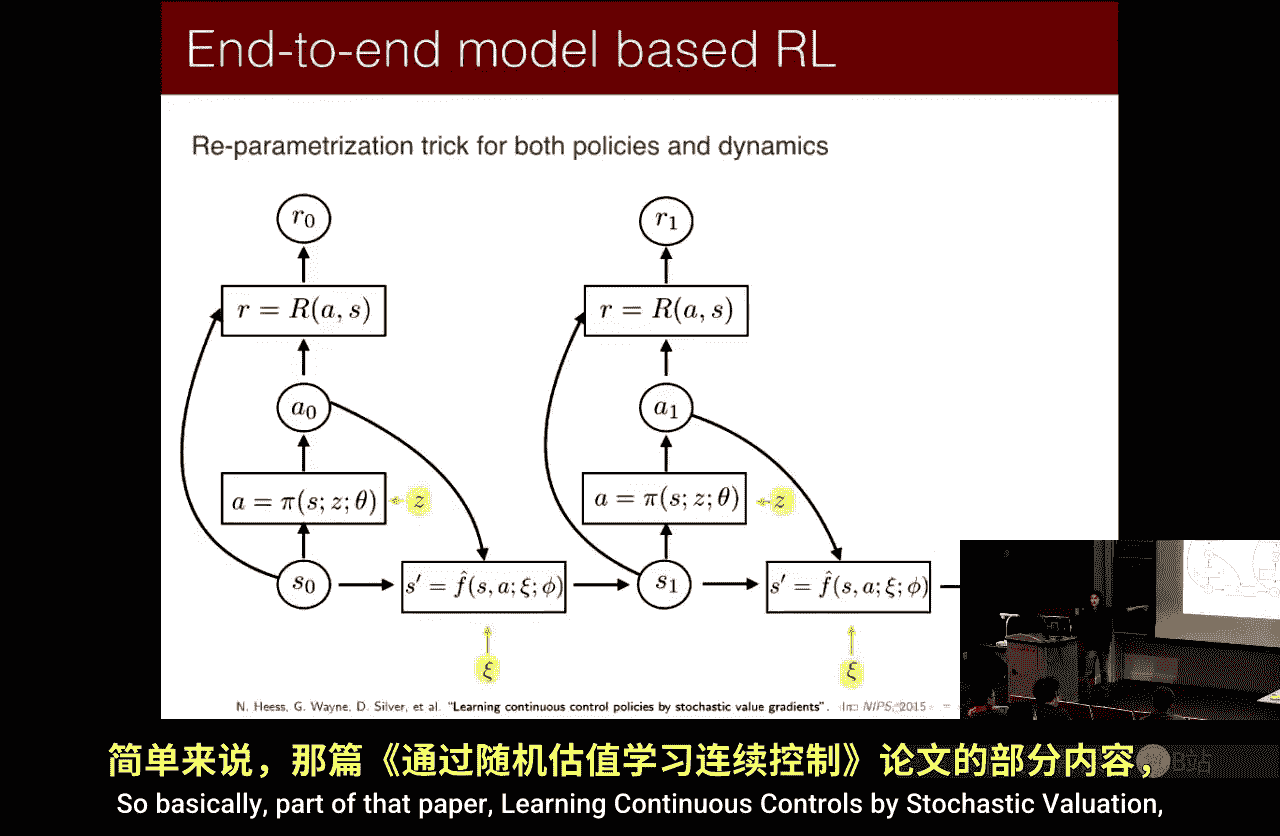 End-to-end model based RL
Re-parametrization trick for both policies and dynamics
r₀
r₁
r = R(a, s)
r = R(a, s)
a₀
a₁
a = π(s; z; θ)
z
a = π(s; z; θ)
z
s₀
s′ = f̂(s, a; ξ; ϕ)
s₁
s′ = f̂(s, a; ξ; ϕ)
ξ
ξ
N. Heess, G. Wayne, D. Silver, et al. "Learning continuous control policies by stochastic value gradients". In: NIPS. 2015
简单来说，那篇《通过随机估值学习连续控制》论文的部分内容，
B站
So basically, part of that paper, Learning Continuous Controls by Stochastic Valuation,